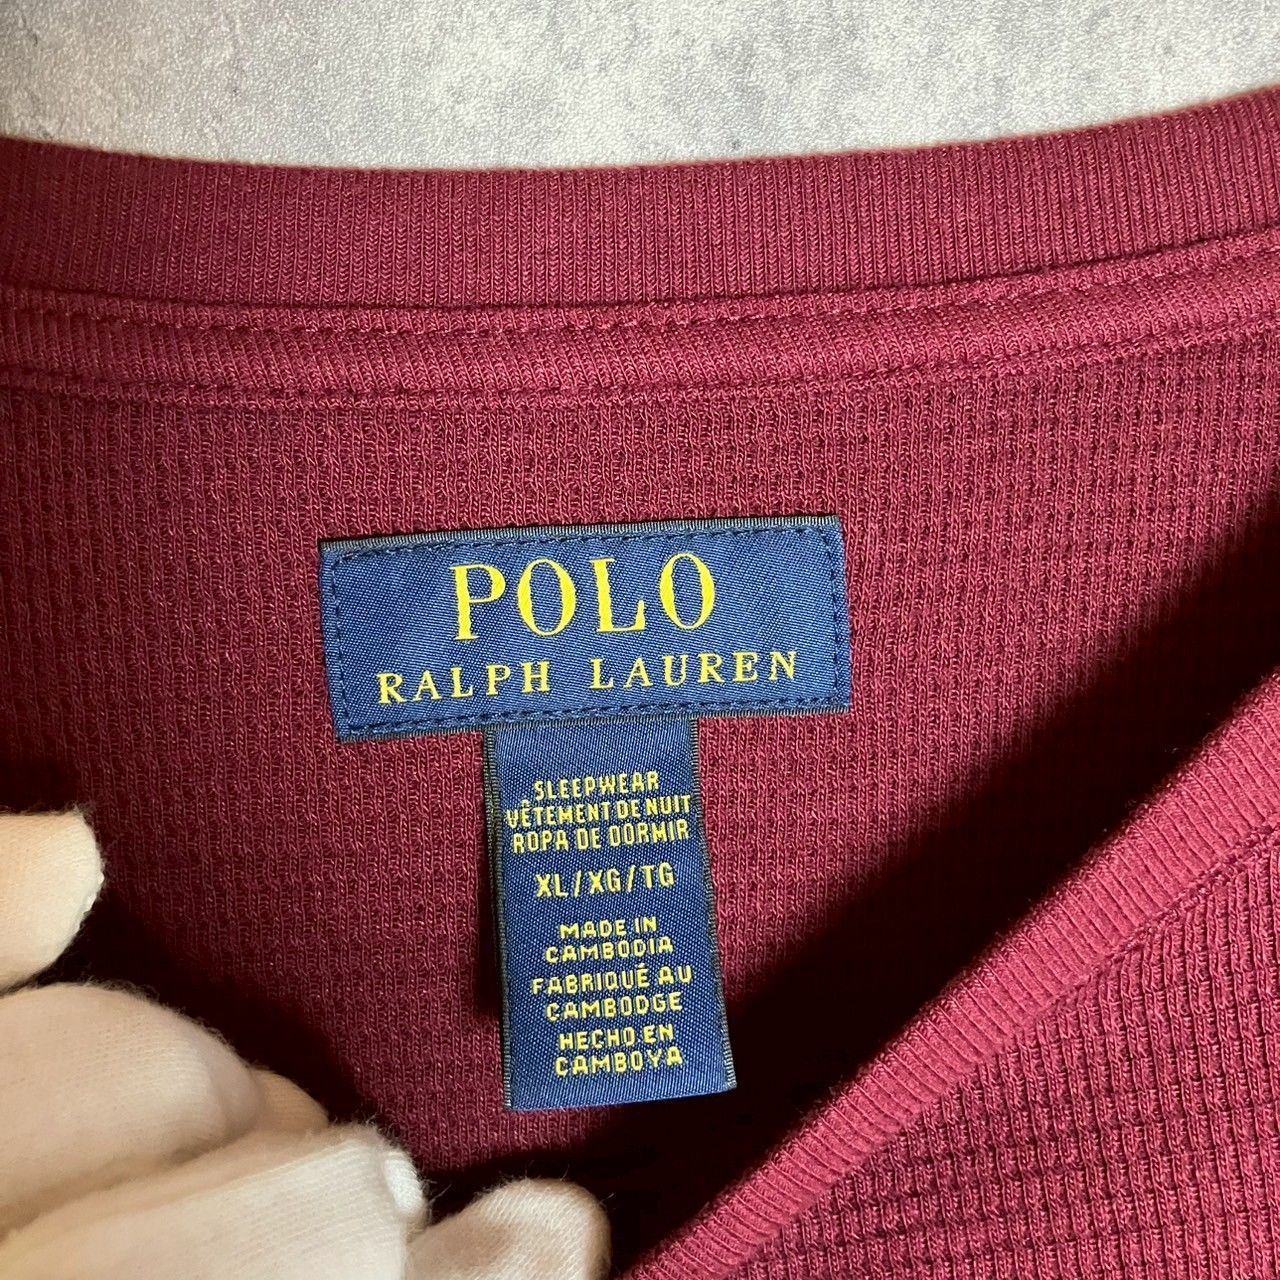 POLO
RALPH LAUREN
SLEEPWEAR
VÊTEMENT DE NUIT
ROPA DE DORMIR
XL/XG/TG
MADE IN
CAMBODIA
FABRIQUÉ AU
CAMBODGE
HECHO EN
CAMBOYA